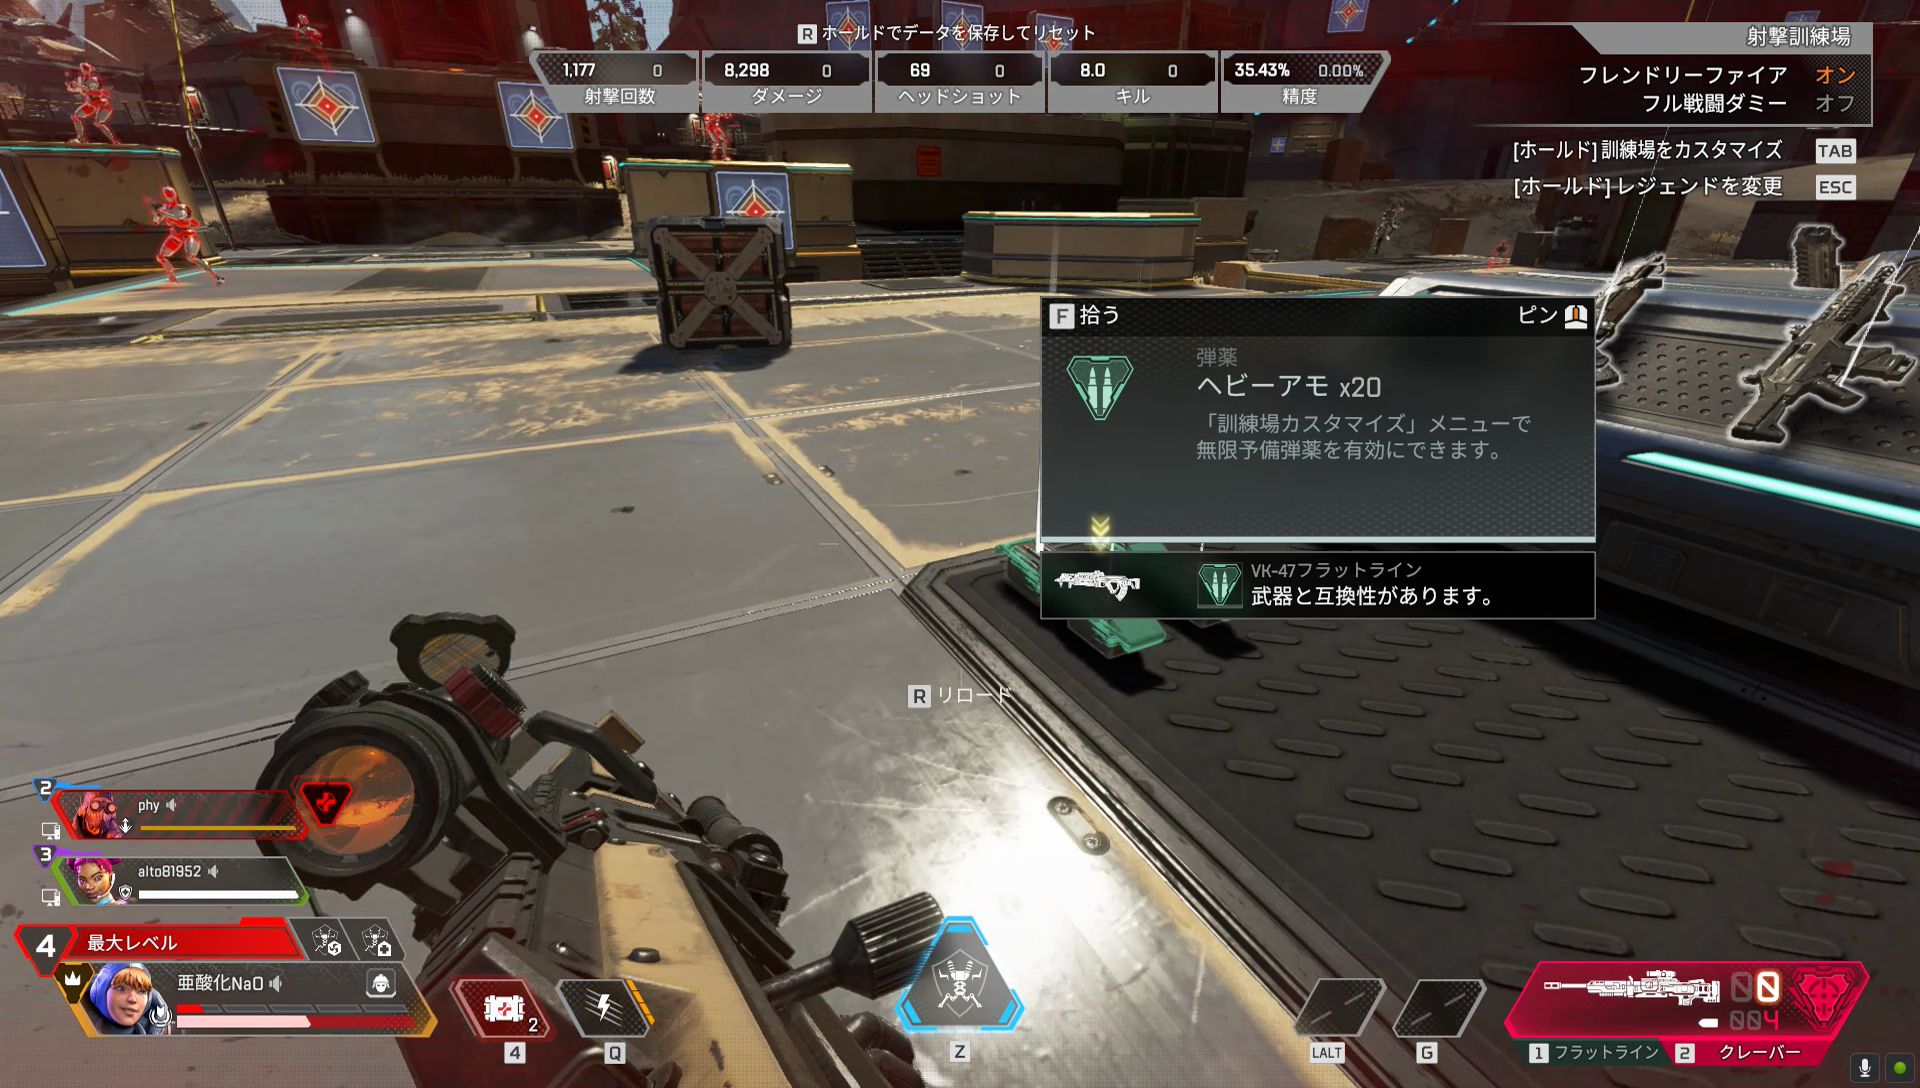 R ホールドでデータを保存してリセット
1,177 0
射撃回数
8,298 0
ダメージ
69 0
ヘッドショット
8.0 0
キル
35.43% 0.00%
精度
射撃訓練場
フレンドリーファイア オン
フル戦闘ダミー オフ
[ホールド]訓練場をカスタマイズ TAB
[ホールド]レジェンドを変更 ESC
F 拾う
ピン
弾薬
ヘビーアモ x20
「訓練場カスタマイズ」メニューで
無限予備弾薬を有効にできます。
VK-47フラットライン
武器と互換性があります。
R リロード
2
phy
3
alto81952
4
最大レベル
亜酸化NaO
2
4
Q
Z
LALT
G
00
004
1 フラットライン
2 クレーバー